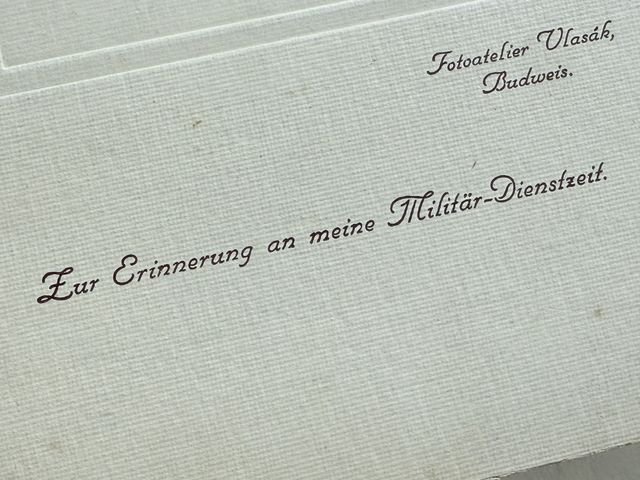 Fotoatelier Vlasák,
Budweis.
Zur Erinnerung an meine Militär-Dienstzeit.